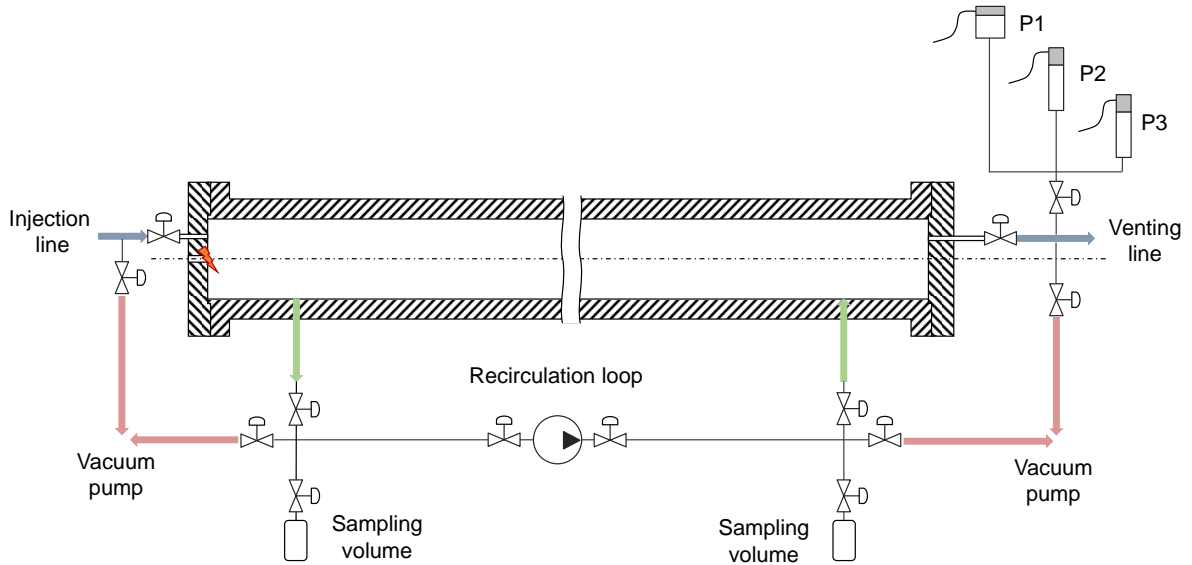 P1
P2
P3
Injection
line
Venting
line
Recirculation loop
Vacuum
pump
Vacuum
pump
Sampling
volume
Sampling
volume